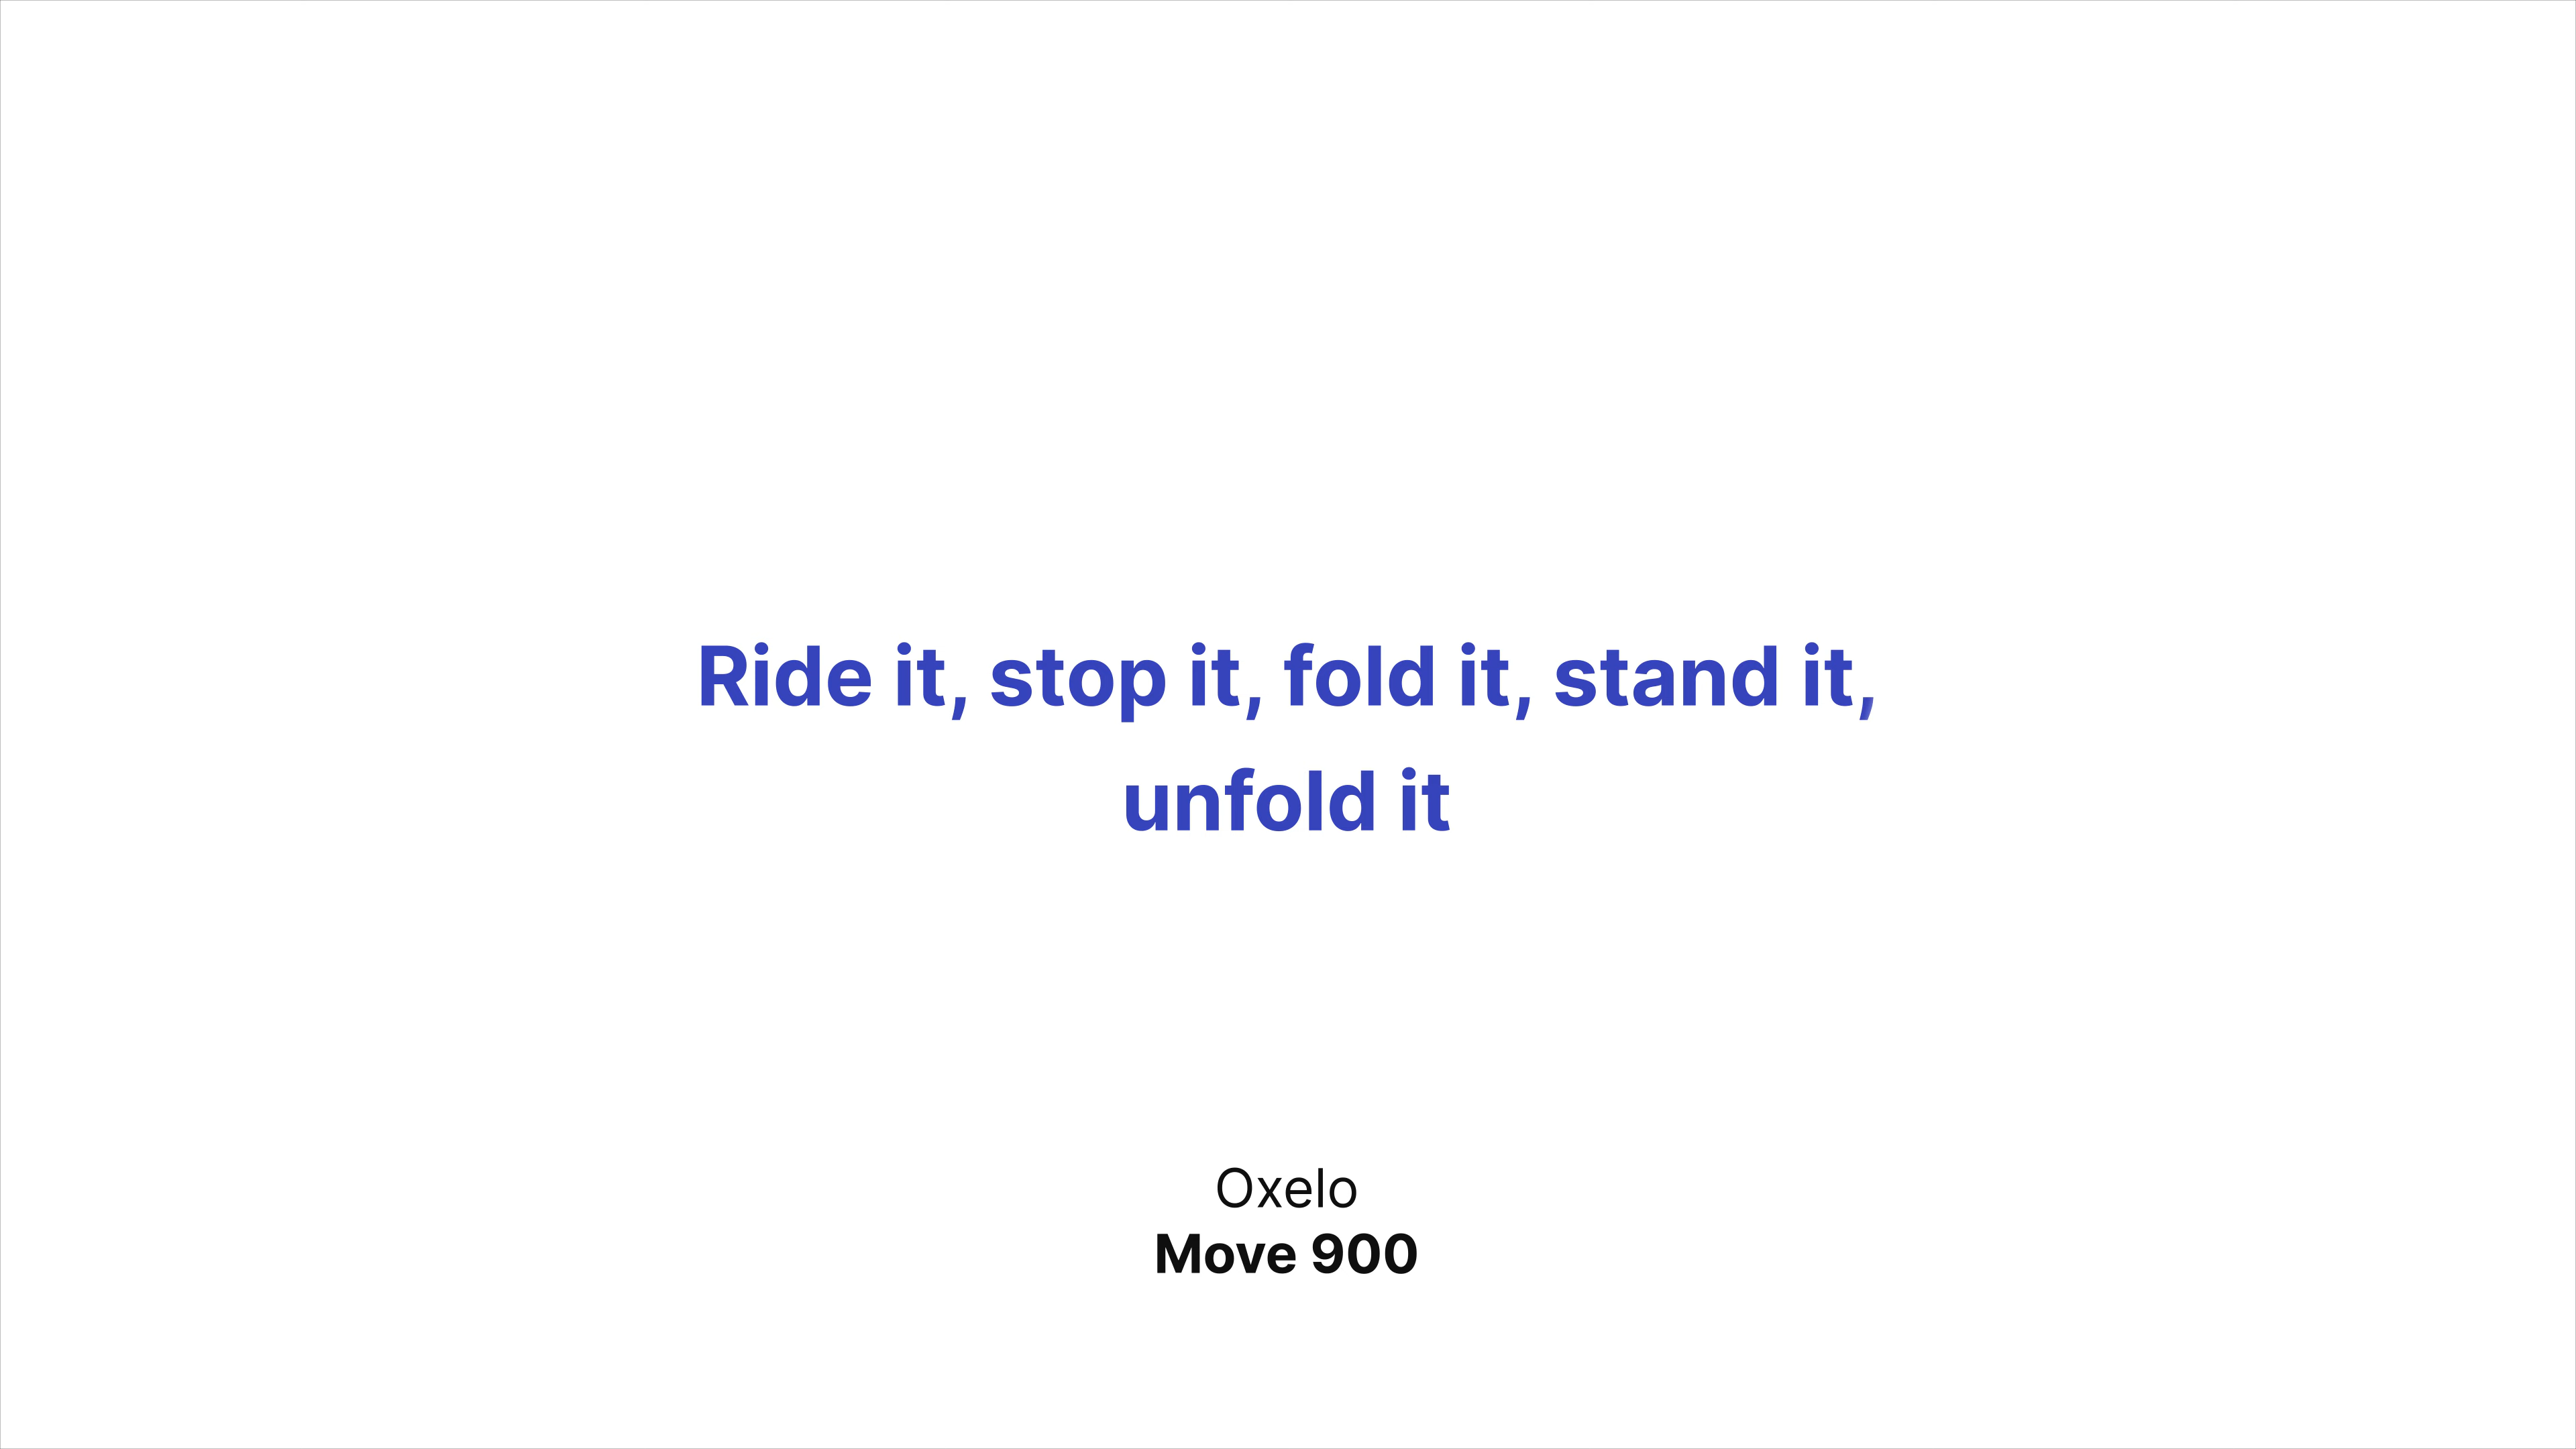 Ride it, stop it, fold it, stand it,
unfold it
Oxelo
Move 900